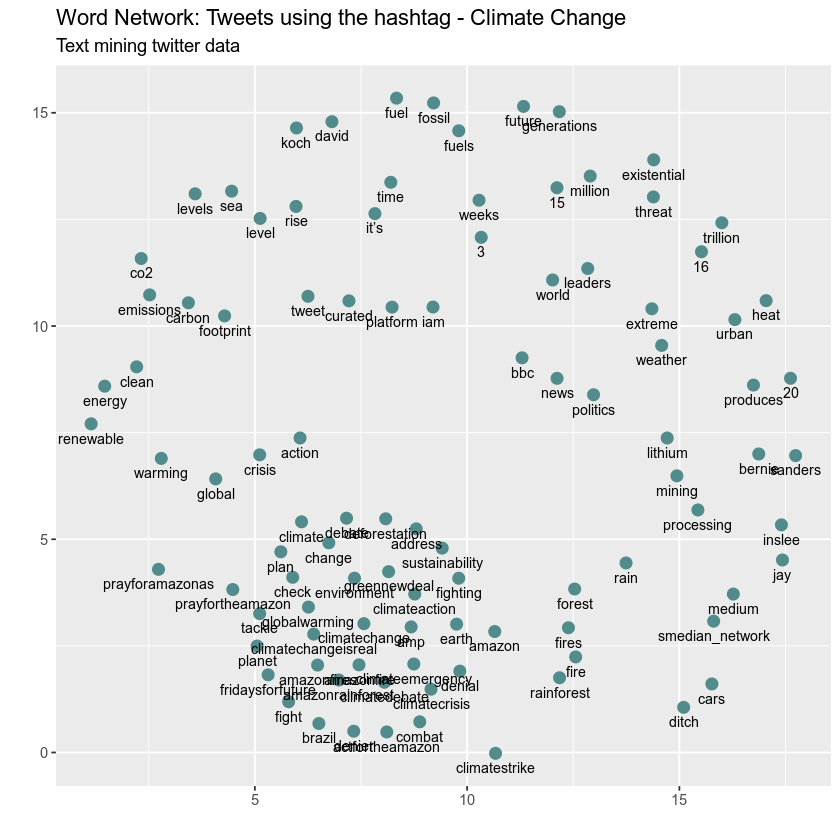 Word Network: Tweets using the hashtag - Climate Change
Text mining twitter data
15
fuel
fossil
future
generations
koch
david
fuels
existential
time
15
million
levels
sea
rise
it's
weeks
threat
level
3
trillion
16
co2
leaders
world
emissions
carbon
footprint
tweet
curated
platform
iam
extreme
heat
urban
10
bbc
weather
clean
energy
news
politics
produces
20
renewable
action
lithium
warming
crisis
bernie
sanders
global
mining
processing
climate
debate
deforestation
address
inslee
5
change
sustainability
plan
rain
jay
prayforamazonas
check
environment
greennewdeal
fighting
prayfortheamazon
climateaction
forest
medium
tackle
globalwarming
climatechange
amp
earth
amazon
fires
smedian_network
planet
climatechangeisreal
fire
fridaysforfuture
climateemergency
denial
rainforest
amazonrainforest
climatedebate
climatecrisis
cars
fight
ditch
brazil
actfortheamazon
combat
0
climatestrike
5
10
15